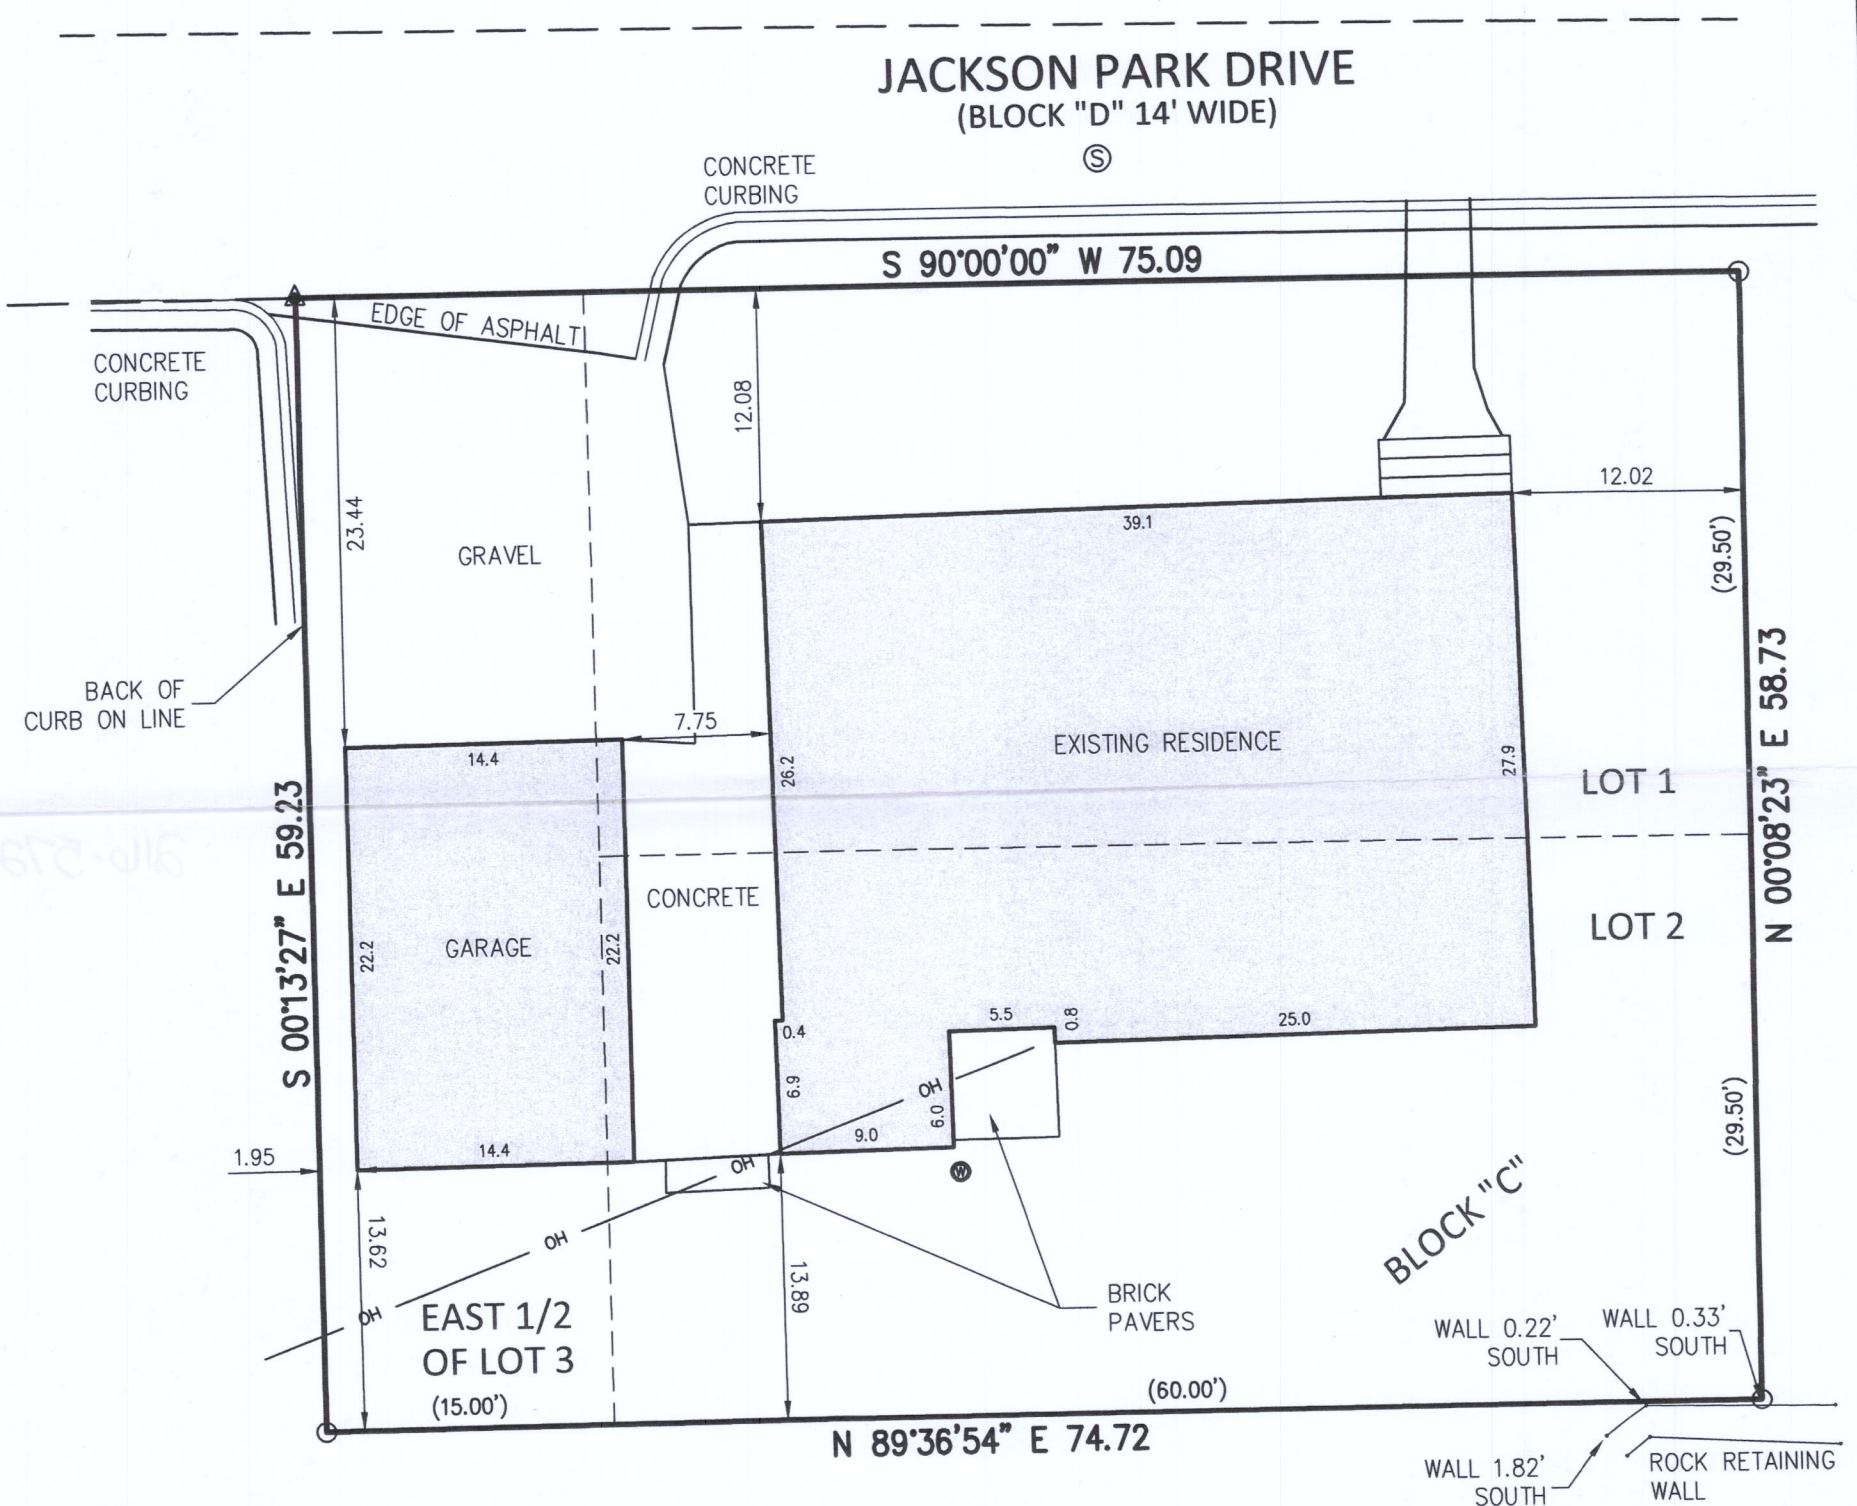 JACKSON PARK DRIVE
(BLOCK "D" 14' WIDE)
S
CONCRETE
CURBING
S 90°00'00" W 75.09
EDGE OF ASPHALT
CONCRETE
CURBING
12.08
12.02
23.44
39.1
(29.50')
GRAVEL
BACK OF
CURB ON LINE
7.75
14.4
26.2
EXISTING RESIDENCE
27.9
LOT 1
N 00°08'23" E 58.73
S 00°13'27" E 59.23
CONCRETE
LOT 2
22.2
GARAGE
22.2
0.4
5.5
0.8
25.0
6.9
OH
6.0
9.0
(29.50')
1.95
14.4
OH
W
13.62
OH
13.89
BLOCK "C"
OH
EAST 1/2
OF LOT 3
(15.00')
BRICK
PAVERS
(60.00')
WALL 0.22'
SOUTH
WALL 0.33'
SOUTH
N 89°36'54" E 74.72
WALL 1.82'
SOUTH
ROCK RETAINING
WALL